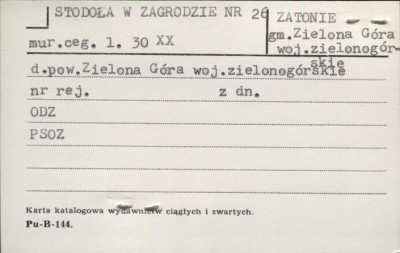 STODOŁA W ZAGRODZIE NR 26
ZATONIE
mur.ceg. l. 30 XX
gm.Zielona Góra
woj.zielonogór-
skie
d.pow.Zielona Góra woj.zielonogórskie
nr rej. z dn.
ODZ
PSOZ
Karta katalogowa wydawnictw ciągłych i zwartych.
Pu-B-144.